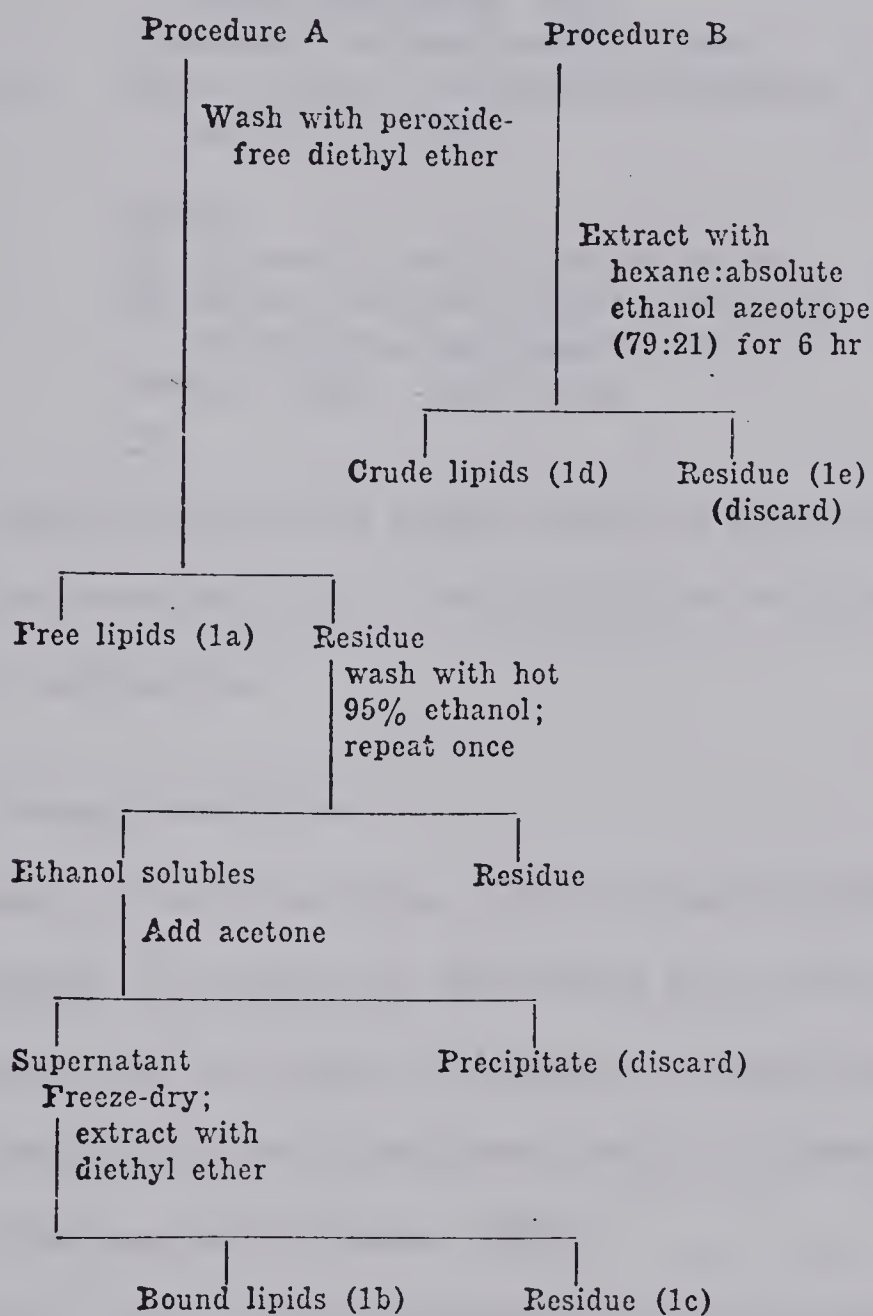 Procedure A
Procedure B
Wash with peroxide-
free diethyl ether
Extract with
hexane:absolute
ethanol azeotrope
(79:21) for 6 hr
Crude lipids (1d)
Residue (1e)
(discard)
Free lipids (1a)
Residue
wash with hot
95% ethanol;
repeat once
Ethanol solubles
Residue
Add acetone
Supernatant
Precipitate (discard)
Freeze-dry;
extract with
diethyl ether
Bound lipids (1b)
Residue (1c)